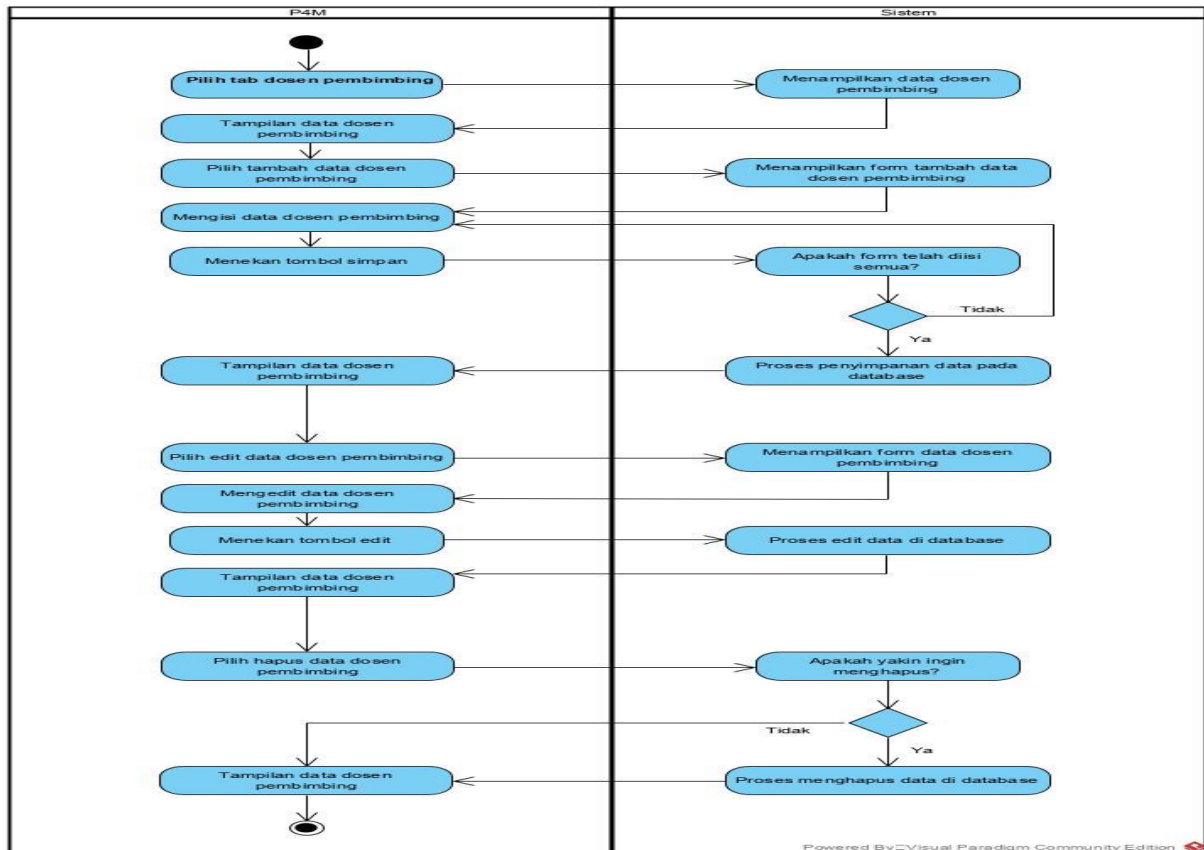 P4M
Sistem
Pilih tab dosen pembimbing
Menampilkan data dosen
pembimbing
Tampilan data dosen
pembimbing
Pilih tambah data dosen
pembimbing
Menampilkan form tambah data
dosen pembimbing
Mengisi data dosen pembimbing
Menekan tombol simpan
Apakah form telah diisi
semua?
Tidak
Ya
Tampilan data dosen
pembimbing
Proses penyimpanan data pada
database
Pilih edit data dosen pembimbing
Menampilkan form data dosen
pembimbing
Mengedit data dosen
pembimbing
Menekan tombol edit
Proses edit data di database
Tampilan data dosen
pembimbing
Pilih hapus data dosen
pembimbing
Apakah yakin ingin
menghapus?
Tidak
Ya
Tampilan data dosen
pembimbing
Proses menghapus data di database
Powered By Visual Paradigm Community Edition